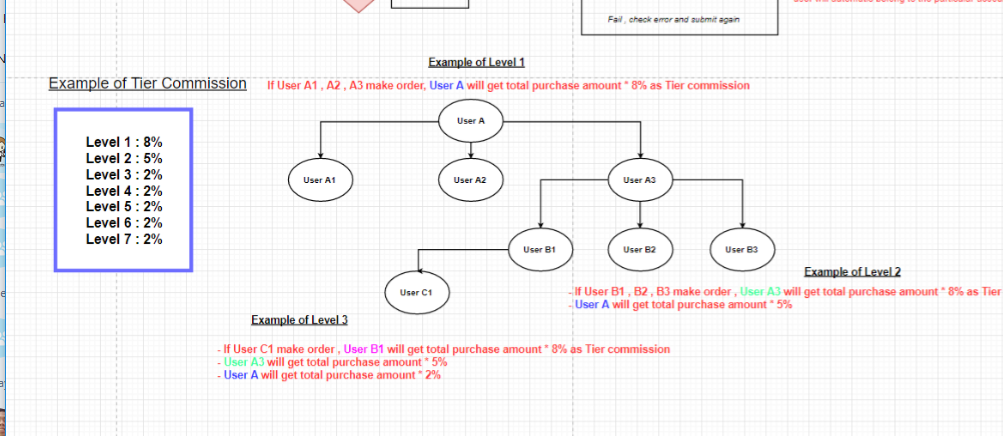 Fail , check error and submit again
Example of Level 1
Example of Tier Commission
If User A1 , A2 , A3 make order, User A will get total purchase amount * 8% as Tier commission
User A
Level 1 : 8%
Level 2 : 5%
Level 3 : 2%
Level 4 : 2%
Level 5 : 2%
Level 6 : 2%
Level 7 : 2%
User A1
User A2
User A3
User B1
User B2
User B3
Example of Level 2
User C1
- If User B1 , B2 , B3 make order , User A3 will get total purchase amount * 8% as Tier
- User A will get total purchase amount * 5%
Example of Level 3
- If User C1 make order , User B1 will get total purchase amount * 8% as Tier commission
- User A3 will get total purchase amount * 5%
- User A will get total purchase amount * 2%